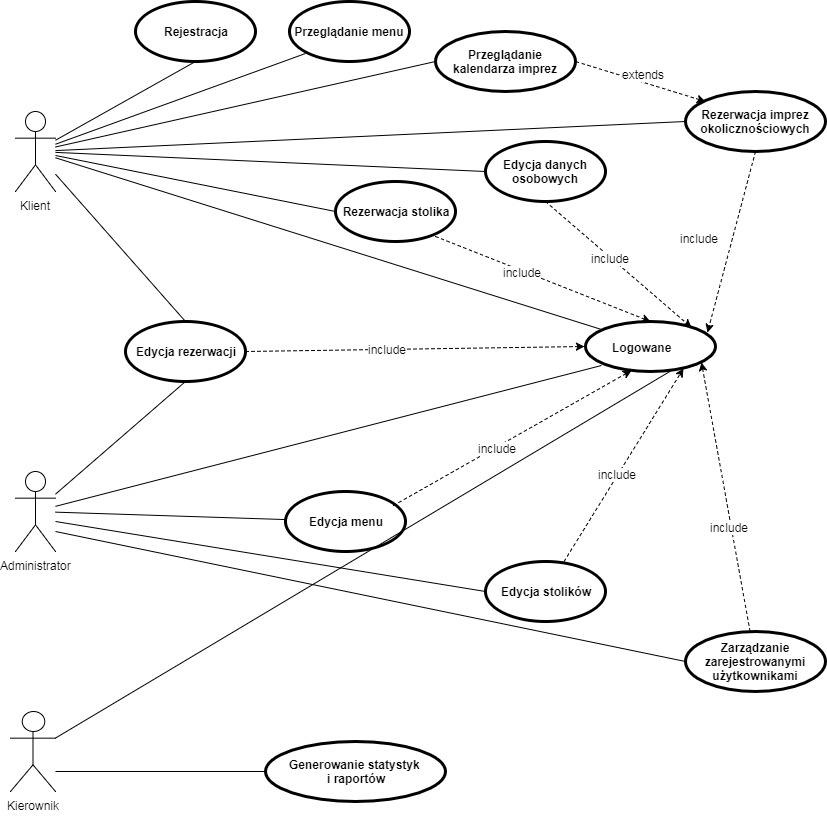 Rejestracja
Przeglądanie menu
Przeglądanie
kalendarza imprez
extends
Rezerwacja imprez
okolicznościowych
Klient
Edycja danych
osobowych
Rezerwacja stolika
include
include
include
Edycja rezerwacji
include
Logowane
include
include
Edycja menu
include
Administrator
Edycja stolików
Zarządzanie
zarejestrowanymi
użytkownikami
Generowanie statystyk
i raportów
Kierownik